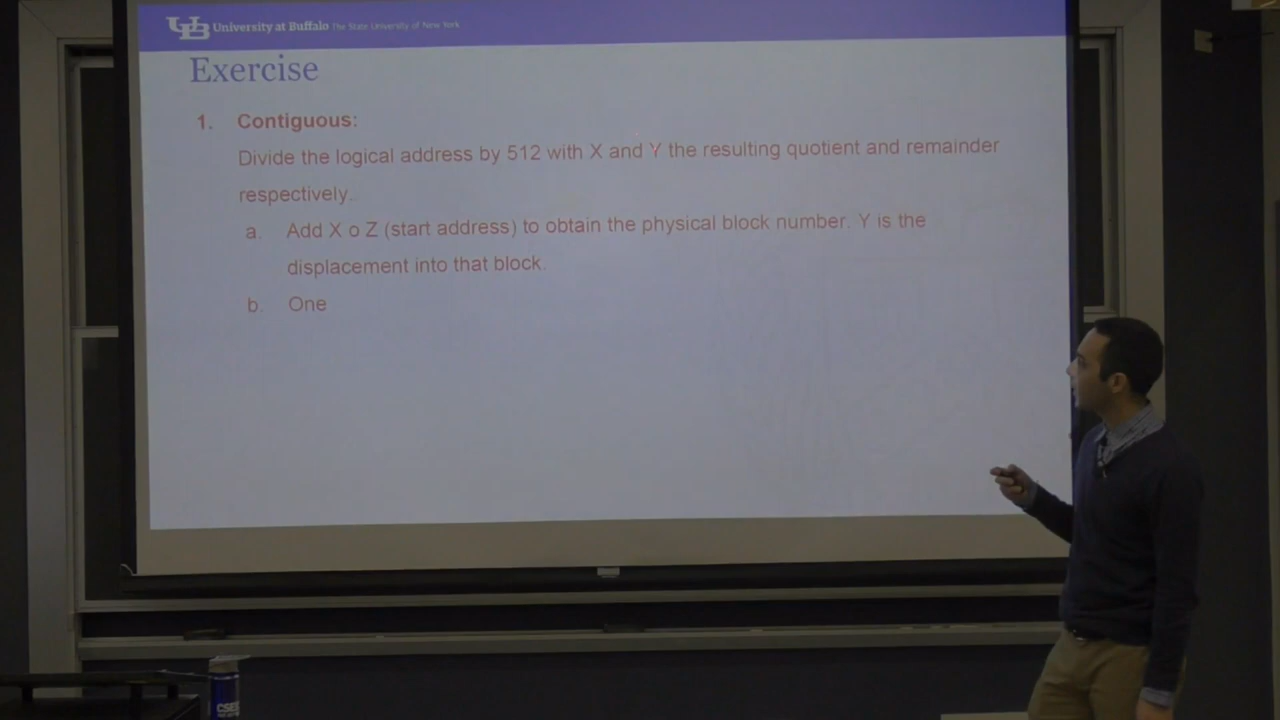 UB University at Buffalo The State University of New York
Exercise
1. Contiguous:
Divide the logical address by 512 with X and Y the resulting quotient and remainder
respectively.
a. Add X o Z (start address) to obtain the physical block number. Y is the
displacement into that block.
b. One
CSE